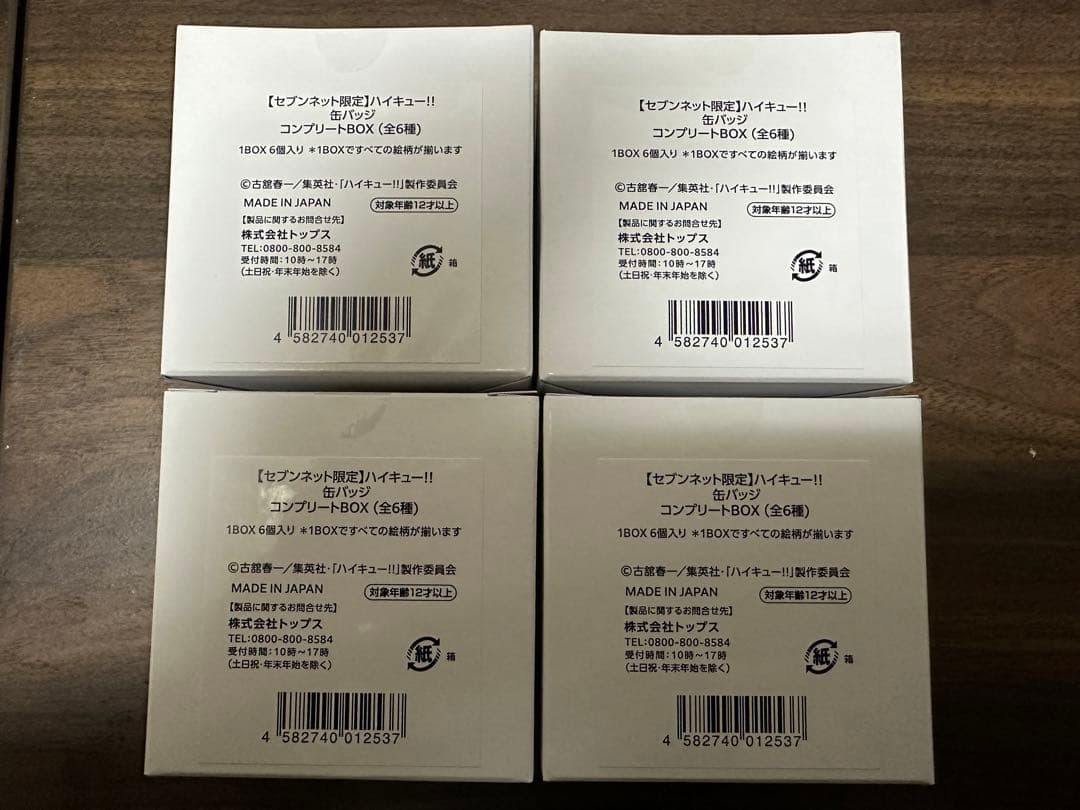 【セブンネット限定】ハイキュー!!
缶バッジ
コンプリートBOX（全6種）
1BOX 6個入り ＊1BOXですべての絵柄が揃います
©古舘春一／集英社・「ハイキュー!!」製作委員会
MADE IN JAPAN 対象年齢12才以上
【製品に関するお問合せ先】
株式会社トップス
TEL:0800-800-8584
受付時間：10時～17時
（土日祝・年末年始を除く）
紙 箱
4 582740 012537
【セブンネット限定】ハイキュー!!
缶バッジ
コンプリートBOX（全6種）
1BOX 6個入り ＊1BOXですべての絵柄が揃います
©古舘春一／集英社・「ハイキュー!!」製作委員会
MADE IN JAPAN 対象年齢12才以上
【製品に関するお問合せ先】
株式会社トップス
TEL:0800-800-8584
受付時間：10時～17時
（土日祝・年末年始を除く）
紙 箱
4 582740 012537
【セブンネット限定】ハイキュー!!
缶バッジ
コンプリートBOX（全6種）
1BOX 6個入り ＊1BOXですべての絵柄が揃います
©古舘春一／集英社・「ハイキュー!!」製作委員会
MADE IN JAPAN 対象年齢12才以上
【製品に関するお問合せ先】
株式会社トップス
TEL:0800-800-8584
受付時間：10時～17時
（土日祝・年末年始を除く）
紙 箱
4 582740 012537
【セブンネット限定】ハイキュー!!
缶バッジ
コンプリートBOX（全6種）
1BOX 6個入り ＊1BOXですべての絵柄が揃います
©古舘春一／集英社・「ハイキュー!!」製作委員会
MADE IN JAPAN 対象年齢12才以上
【製品に関するお問合せ先】
株式会社トップス
TEL:0800-800-8584
受付時間：10時～17時
（土日祝・年末年始を除く）
紙 箱
4 582740 012537